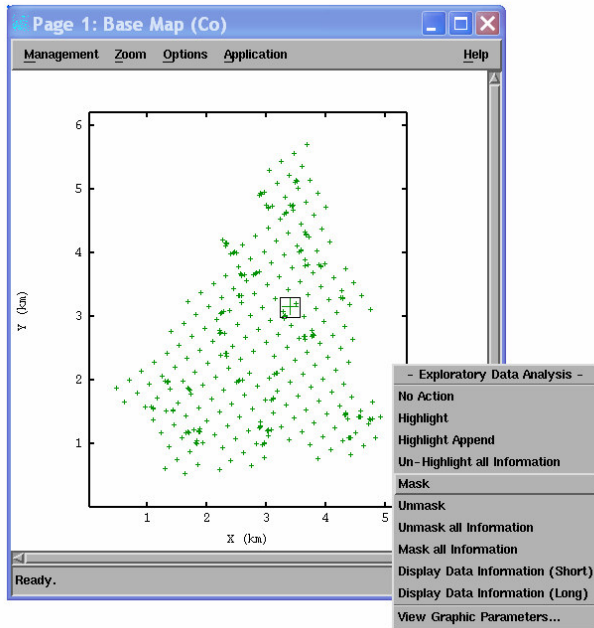 Page 1: Base Map (Co)
Management Zoom Options Application Help
6
5
4
3
2
1
Y (km)
1 2 3 4 5
X (km)
Ready.
- Exploratory Data Analysis -
No Action
Highlight
Highlight Append
Un-Highlight all Information
Mask
Unmask
Unmask all Information
Mask all Information
Display Data Information (Short)
Display Data Information (Long)
View Graphic Parameters...